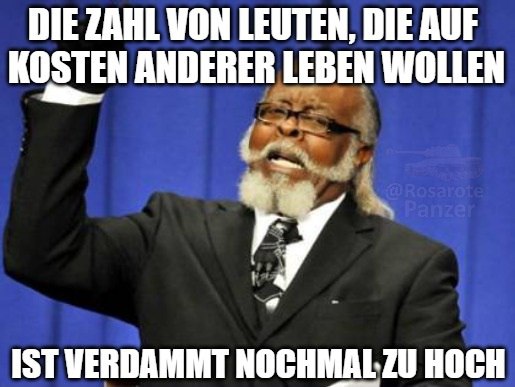 DIE ZAHL VON LEUTEN, DIE AUF
KOSTEN ANDERER LEBEN WOLLEN
@Rosarote
Panzer
IST VERDAMMT NOCHMAL ZU HOCH